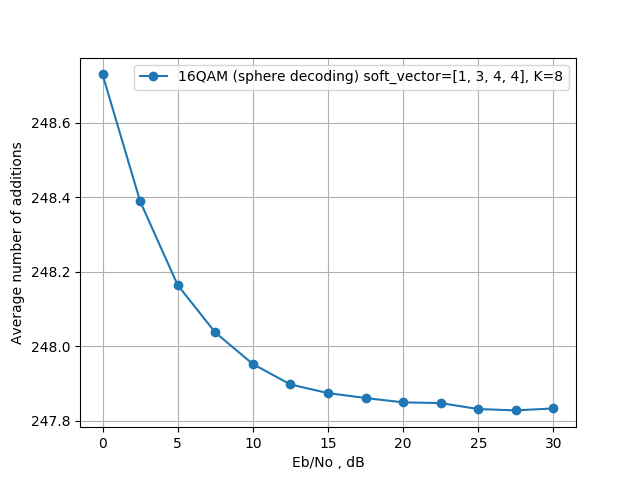 16QAM (sphere decoding) soft_vector=[1, 3, 4, 4], K=8
Average number of additions
248.6
248.4
248.2
248.0
247.8
0 5 10 15 20 25 30
Eb/No , dB